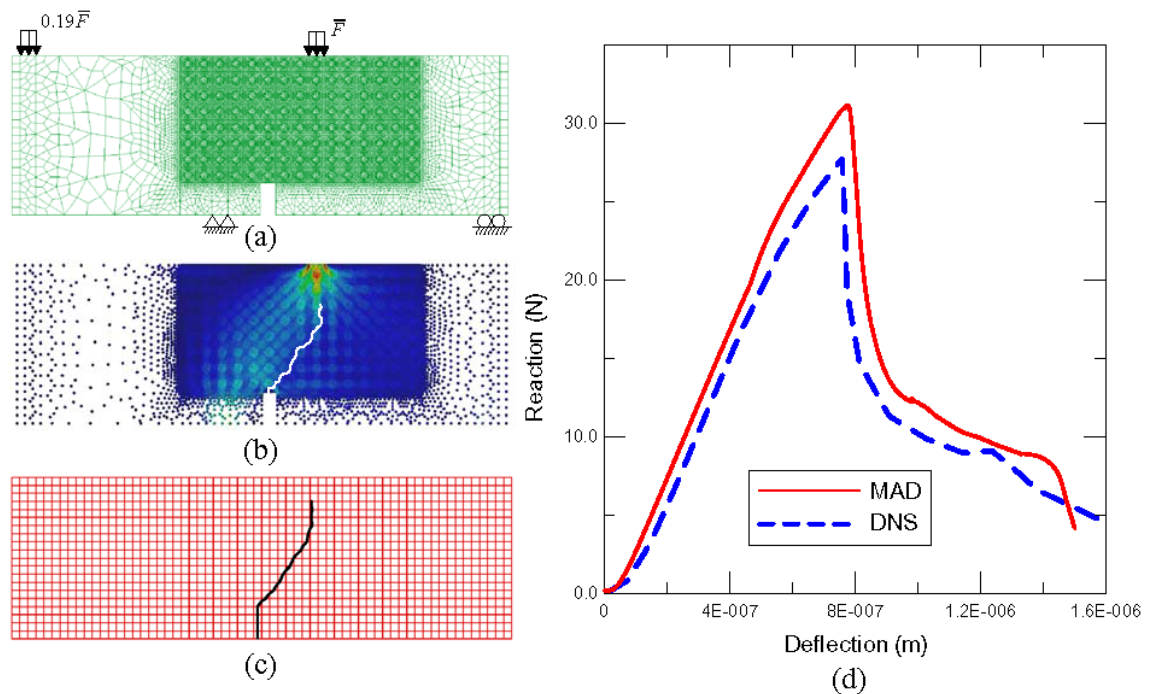 0.19F̅
F̅
(a)
(b)
(c)
Reaction (N)
30.0
20.0
10.0
0.0
MAD
DNS
0
4E-007
8E-007
1.2E-006
1.6E-006
Deflection (m)
(d)